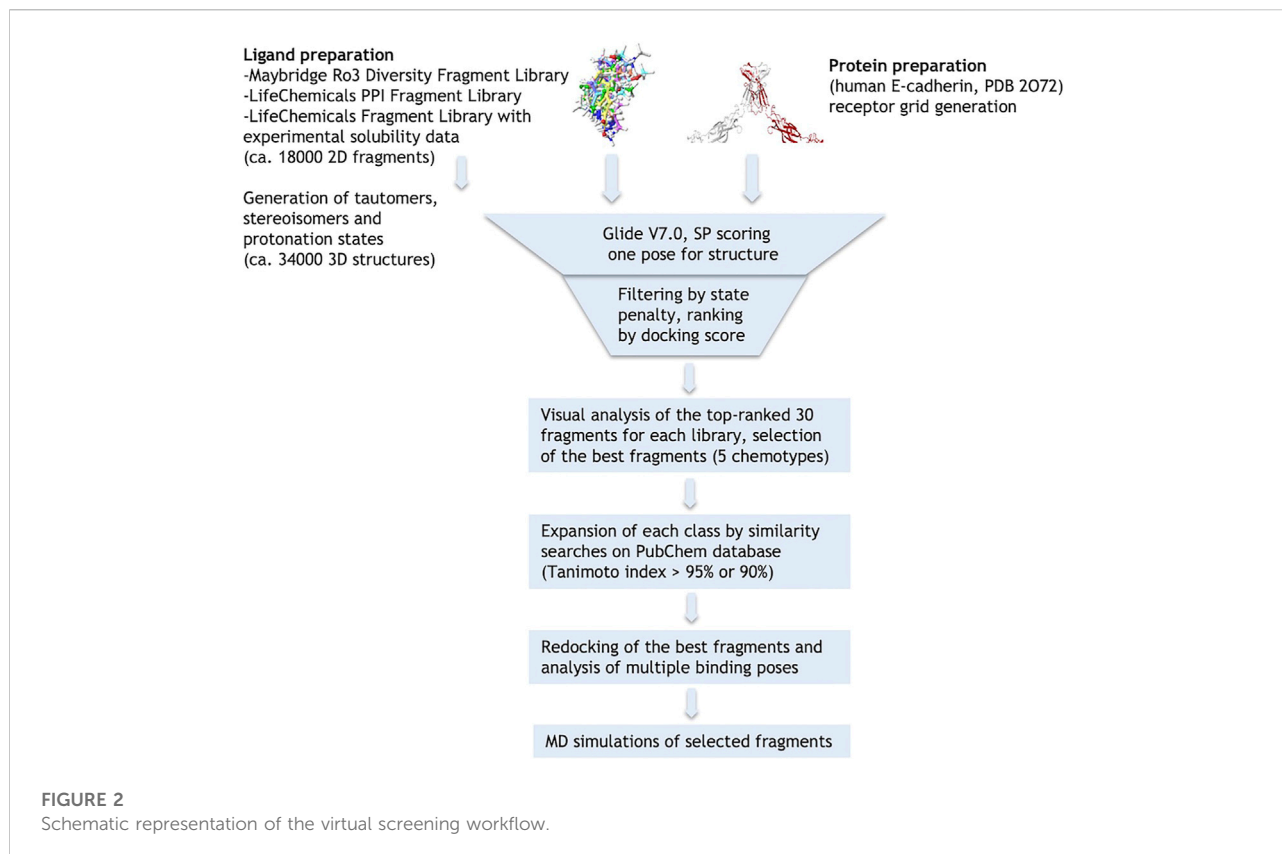 Ligand preparation
-Maybridge Ro3 Diversity Fragment Library
-LifeChemicals PPI Fragment Library
-LifeChemicals Fragment Library with
experimental solubility data
(ca. 18000 2D fragments)
Generation of tautomers,
stereoisomers and
protonation states
(ca. 34000 3D structures)
Protein preparation
(human E-cadherin, PDB 2O72)
receptor grid generation
Glide V7.0, SP scoring
one pose for structure
Filtering by state
penalty, ranking
by docking score
Visual analysis of the top-ranked 30
fragments for each library, selection
of the best fragments (5 chemotypes)
Expansion of each class by similarity
searches on PubChem database
(Tanimoto index > 95% or 90%)
Redocking of the best fragments and
analysis of multiple binding poses
MD simulations of selected fragments
FIGURE 2
Schematic representation of the virtual screening workflow.